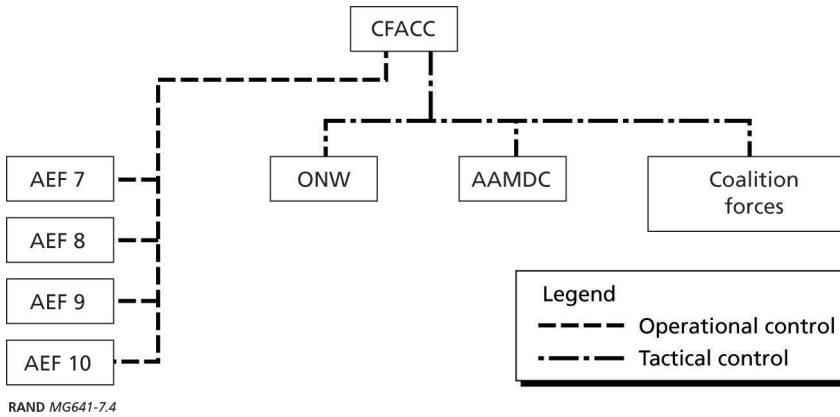 CFACC
AEF 7
ONW
AAMDC
Coalition
forces
AEF 8
AEF 9
AEF 10
Legend
Operational control
Tactical control
RAND MG641-7.4